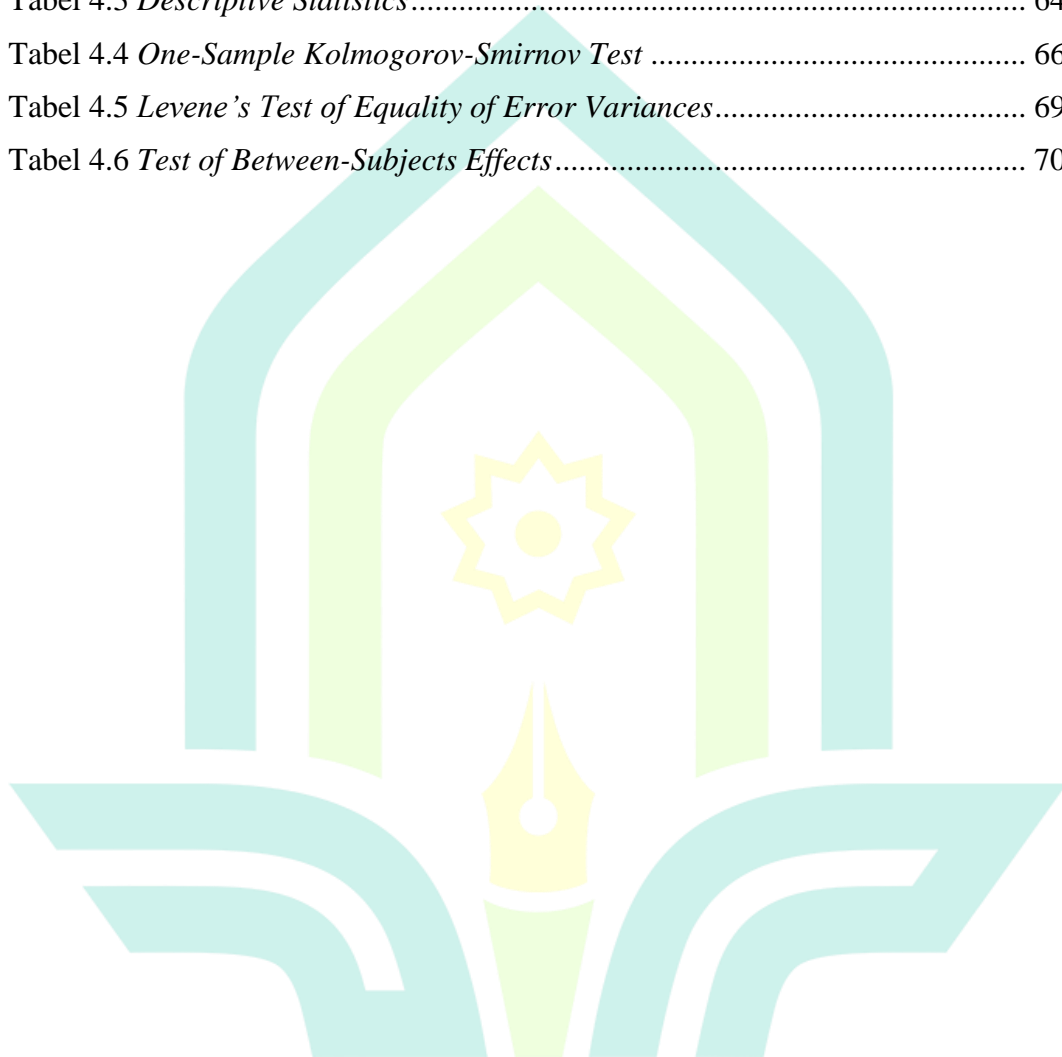 Tabel 4.3 Descriptive Statistics.......................................................................................... 64
Tabel 4.4 One-Sample Kolmogorov-Smirnov Test ....................................................... 66
Tabel 4.5 Levene’s Test of Equality of Error Variances.............................................. 69
Tabel 4.6 Test of Between-Subjects Effects..................................................................... 70